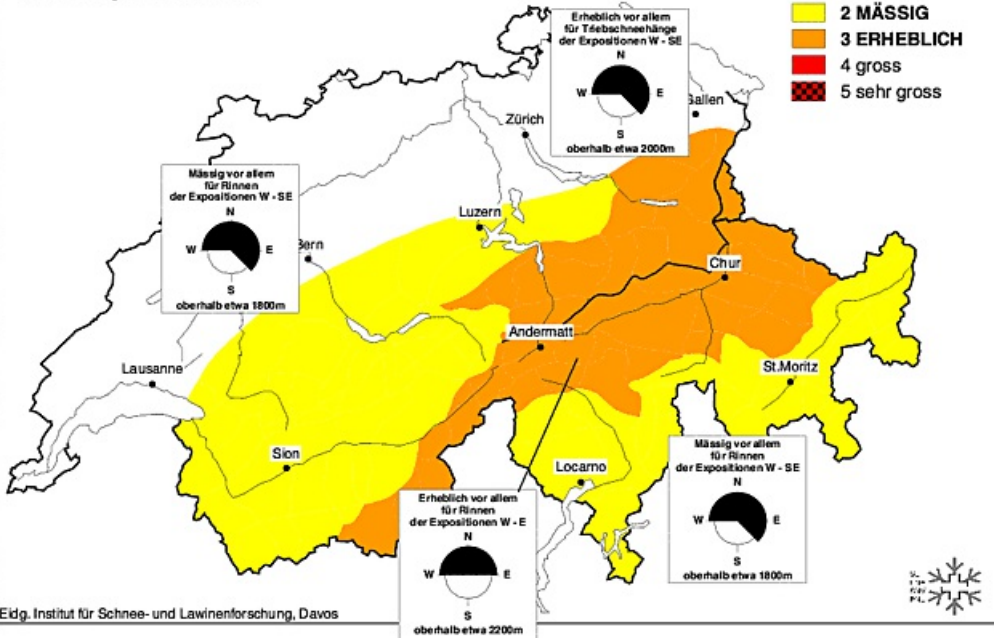 2 MÄSSIG
3 ERHEBLICH
4 gross
5 sehr gross
Erheblich vor allem
für Triebschneehänge
der Expositionen W - SE
N
W E
S
oberhalb etwa 2000m
Gallen
Zürich
Mässig vor allem
für Rinnen
der Expositionen W - SE
N
W E
S
oberhalb etwa 1800m
Luzern
Bern
Chur
Andermatt
Lausanne
St.Moritz
Sion
Locarno
Mässig vor allem
für Rinnen
der Expositionen W - SE
N
W E
S
oberhalb etwa 1800m
Erheblich vor allem
für Rinnen
der Expositionen W - E
N
W E
S
oberhalb etwa 2200m
Eidg. Institut für Schnee- und Lawinenforschung, Davos